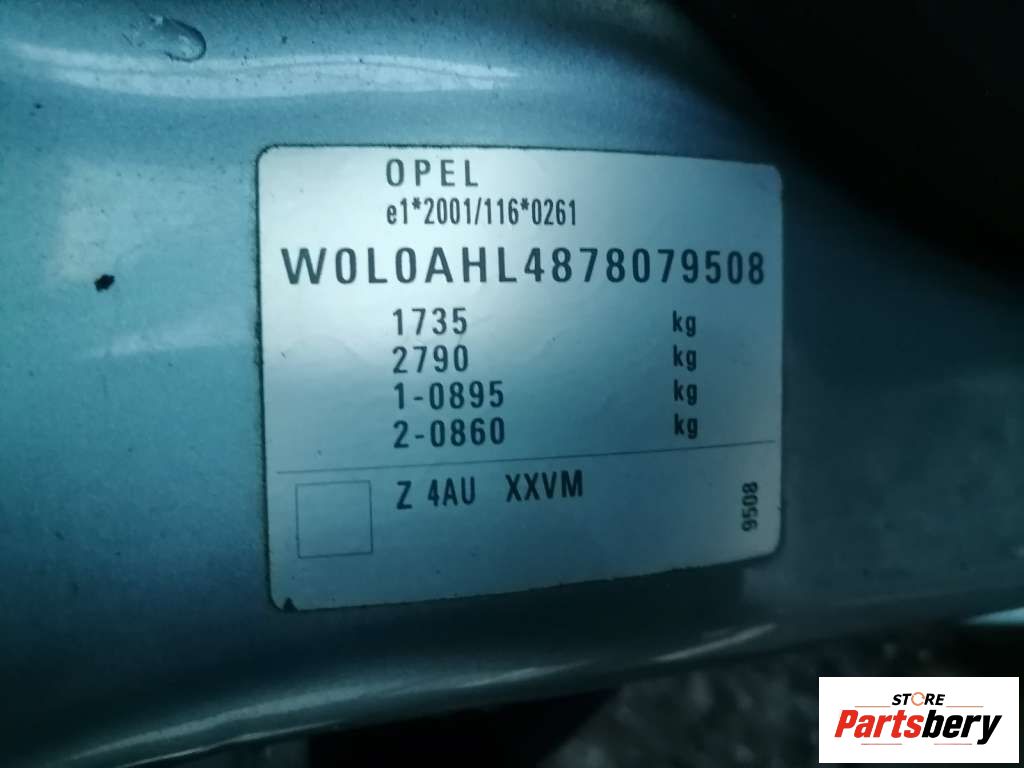 OPEL
e1*2001/116*0261
W0L0AHL4878079508
1735 kg
2790 kg
1-0895 kg
2-0860 kg
Z 4AU XXVM
9508
STORE
Partsbery